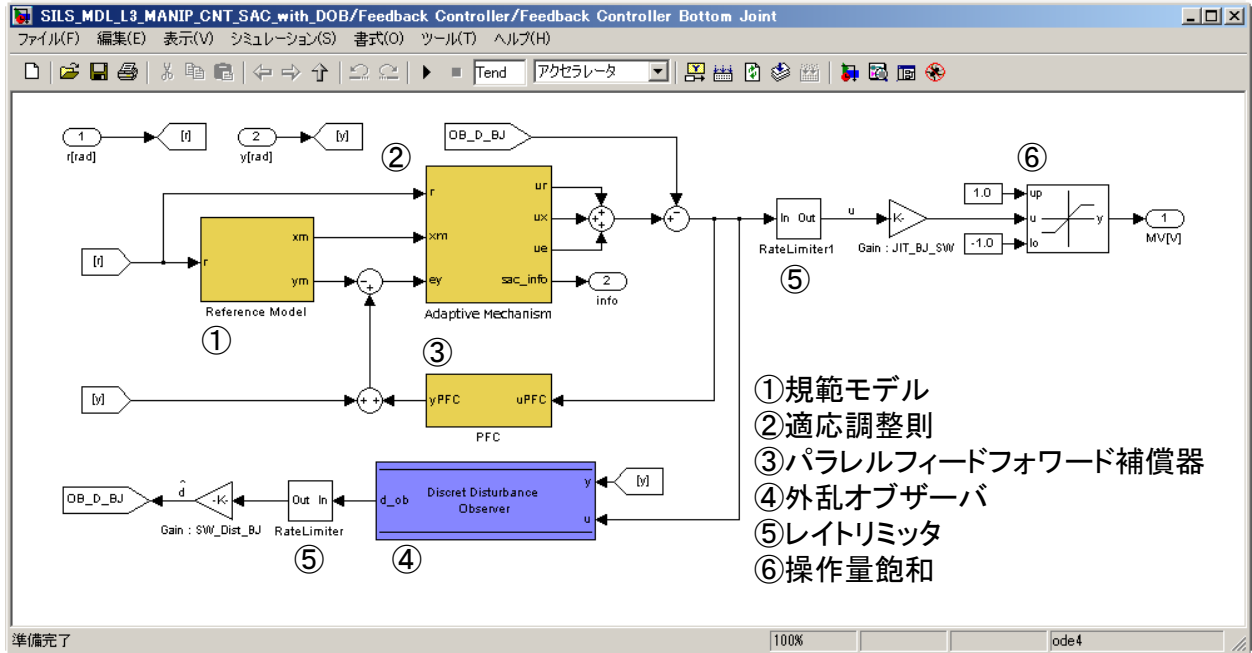 SILS_MDL_L3_MANIP_CNT_SAC_with_DOB/Feedback Controller/Feedback Controller Bottom Joint
ファイル(F) 編集(E) 表示(V) シミュレーション(S) 書式(O) ツール(T) ヘルプ(H)
Tend アクセラレータ
1 [r] 2 [y] OB_D_BJ
r[rad] y[rad]
② ⑥
r ur 1.0 up
xm xm ux + + + - In Out u -K- u y 1
[r] r ue RateLimiter1 Gain : JIT_BJ_SW -1.0 lo MV[V]
ym - + ey sac_info 2 ⑤
Reference Model Adaptive Mechanism info
① ③
[y] + + yPFC uPFC
PFC
①規範モデル
②適応調整則
③パラレルフィードフォワード補償器
④外乱オブザーバ
⑤レイトリミッタ
⑥操作量飽和
y [y]
OB_D_BJ d̂ -K- Out In d_ob Discret Disturbance
Observer u
Gain : SW_Dist_BJ RateLimiter
⑤ ④
準備完了 100% ode4